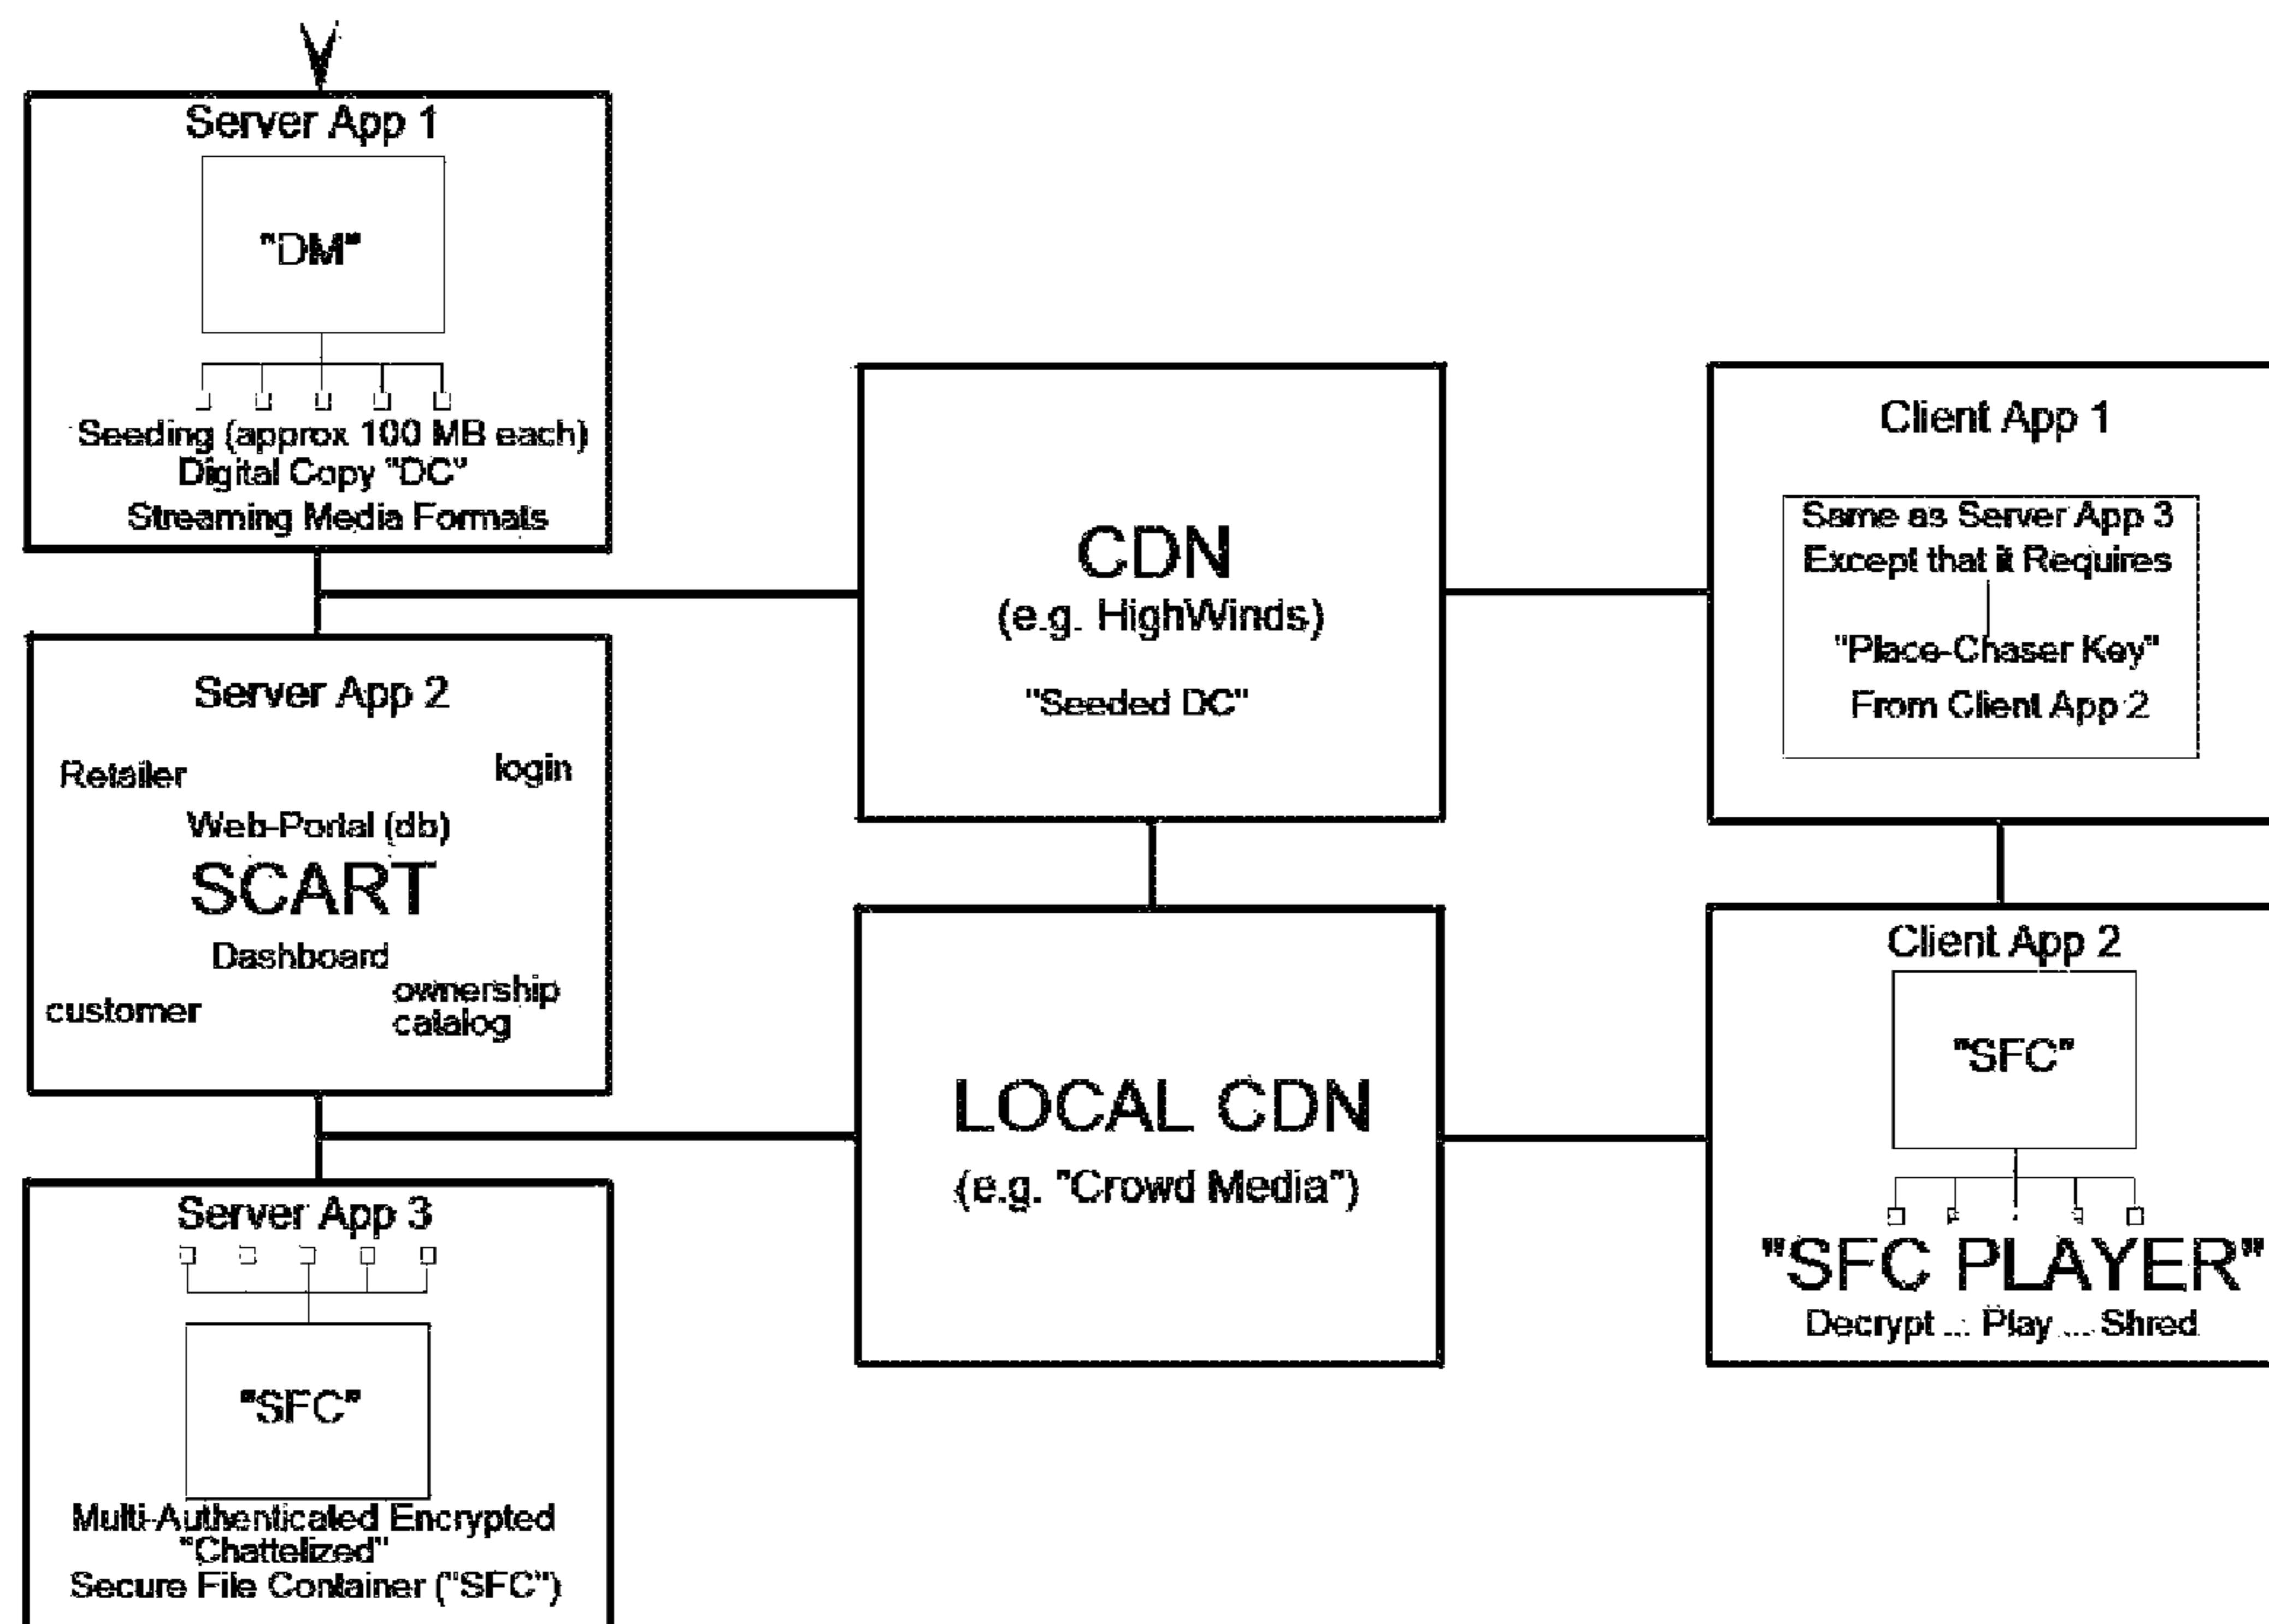 Server App 1
"DM"
Seeding (approx 100 MB each)
Digital Copy "DC"
Streaming Media Formats
Server App 2
Retailer
login
Web-Portal (db)
SCART
Dashboard
customer
ownership
catalog
Server App 3
"SFC"
Multi-Authenticated Encrypted
"Chattelized"
Secure File Container ("SFC")
CDN
(e.g. HighWinds)
"Seeded DC"
LOCAL CDN
(e.g. "Crowd Media")
Client App 1
Same as Server App 3
Except that it Requires
"Place-Chaser Key"
From Client App 2
Client App 2
"SFC"
"SFC PLAYER"
Decrypt ... Play .... Shred